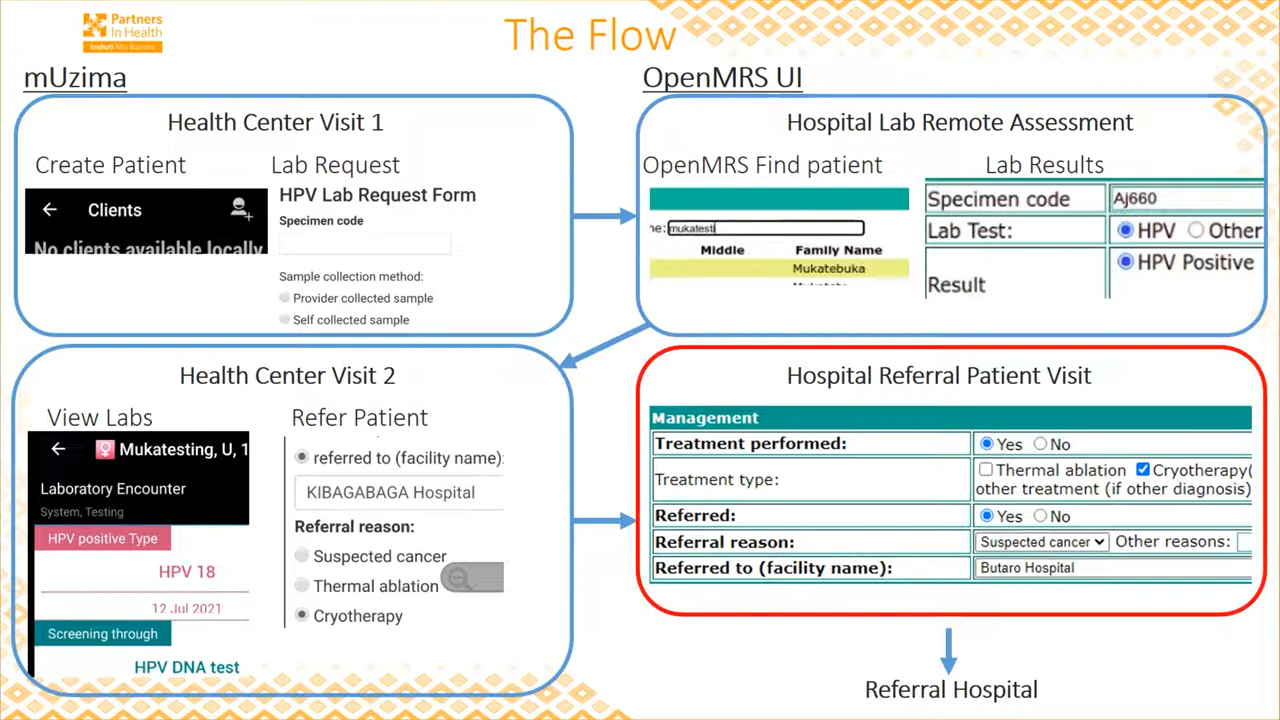 Partners
In Health
Inshuti Mu Buzima
The Flow
mUzima
OpenMRS UI
Health Center Visit 1
Create Patient
Lab Request
Clients
No clients available locally
HPV Lab Request Form
Specimen code
Sample collection method:
Provider collected sample
Self collected sample
Hospital Lab Remote Assessment
OpenMRS Find patient
Lab Results
ne: mukatesti
Middle Family Name
Mukatebuka
Specimen code Aj660
Lab Test: HPV Other
Result HPV Positive
Health Center Visit 2
View Labs
Refer Patient
Mukatesting, U, 1
Laboratory Encounter
System, Testing
HPV positive Type
HPV 18
12 Jul 2021
Screening through
HPV DNA test
referred to (facility name):
KIBAGABAGA Hospital
Referral reason:
Suspected cancer
Thermal ablation
Cryotherapy
Hospital Referral Patient Visit
Management
Treatment performed: Yes No
Treatment type: Thermal ablation Cryotherapy(
other treatment (if other diagnosis)
Referred: Yes No
Referral reason: Suspected cancer Other reasons:
Referred to (facility name): Butaro Hospital
Referral Hospital